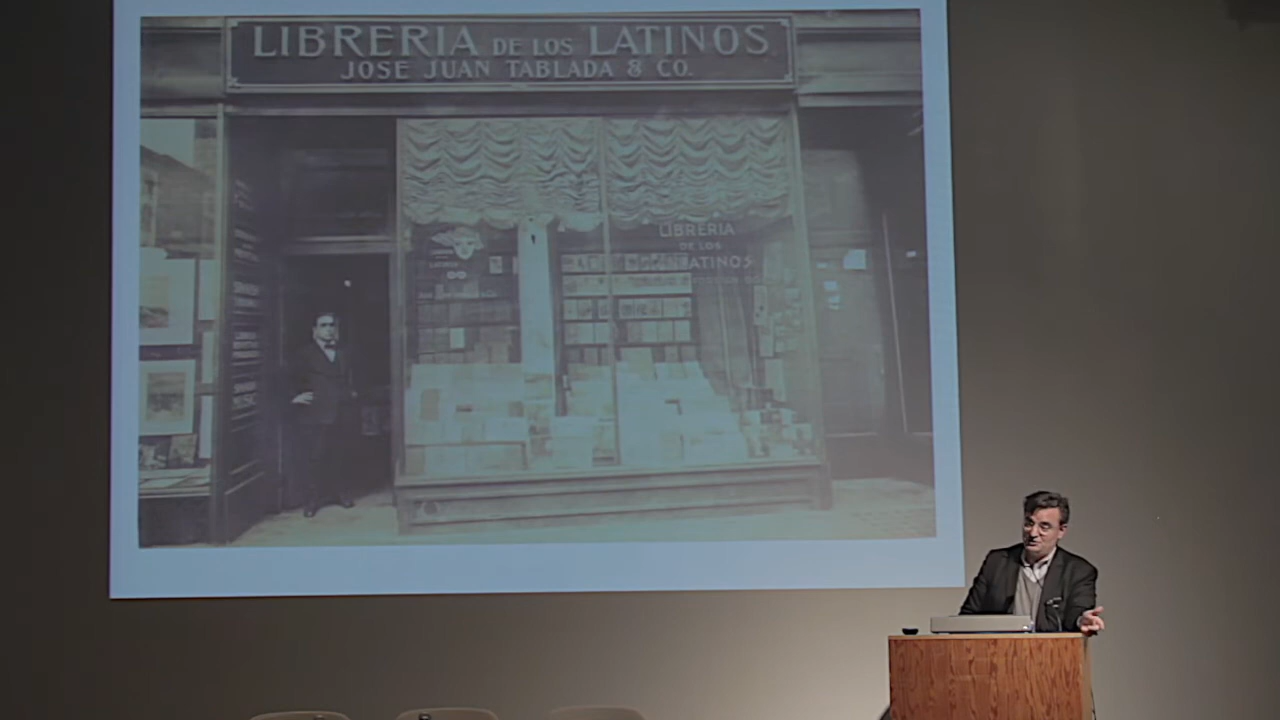 LIBRERIA DE LOS LATINOS
JOSE JUAN TABLADA & CO.
LIBRERIA
DE LOS
LATINOS